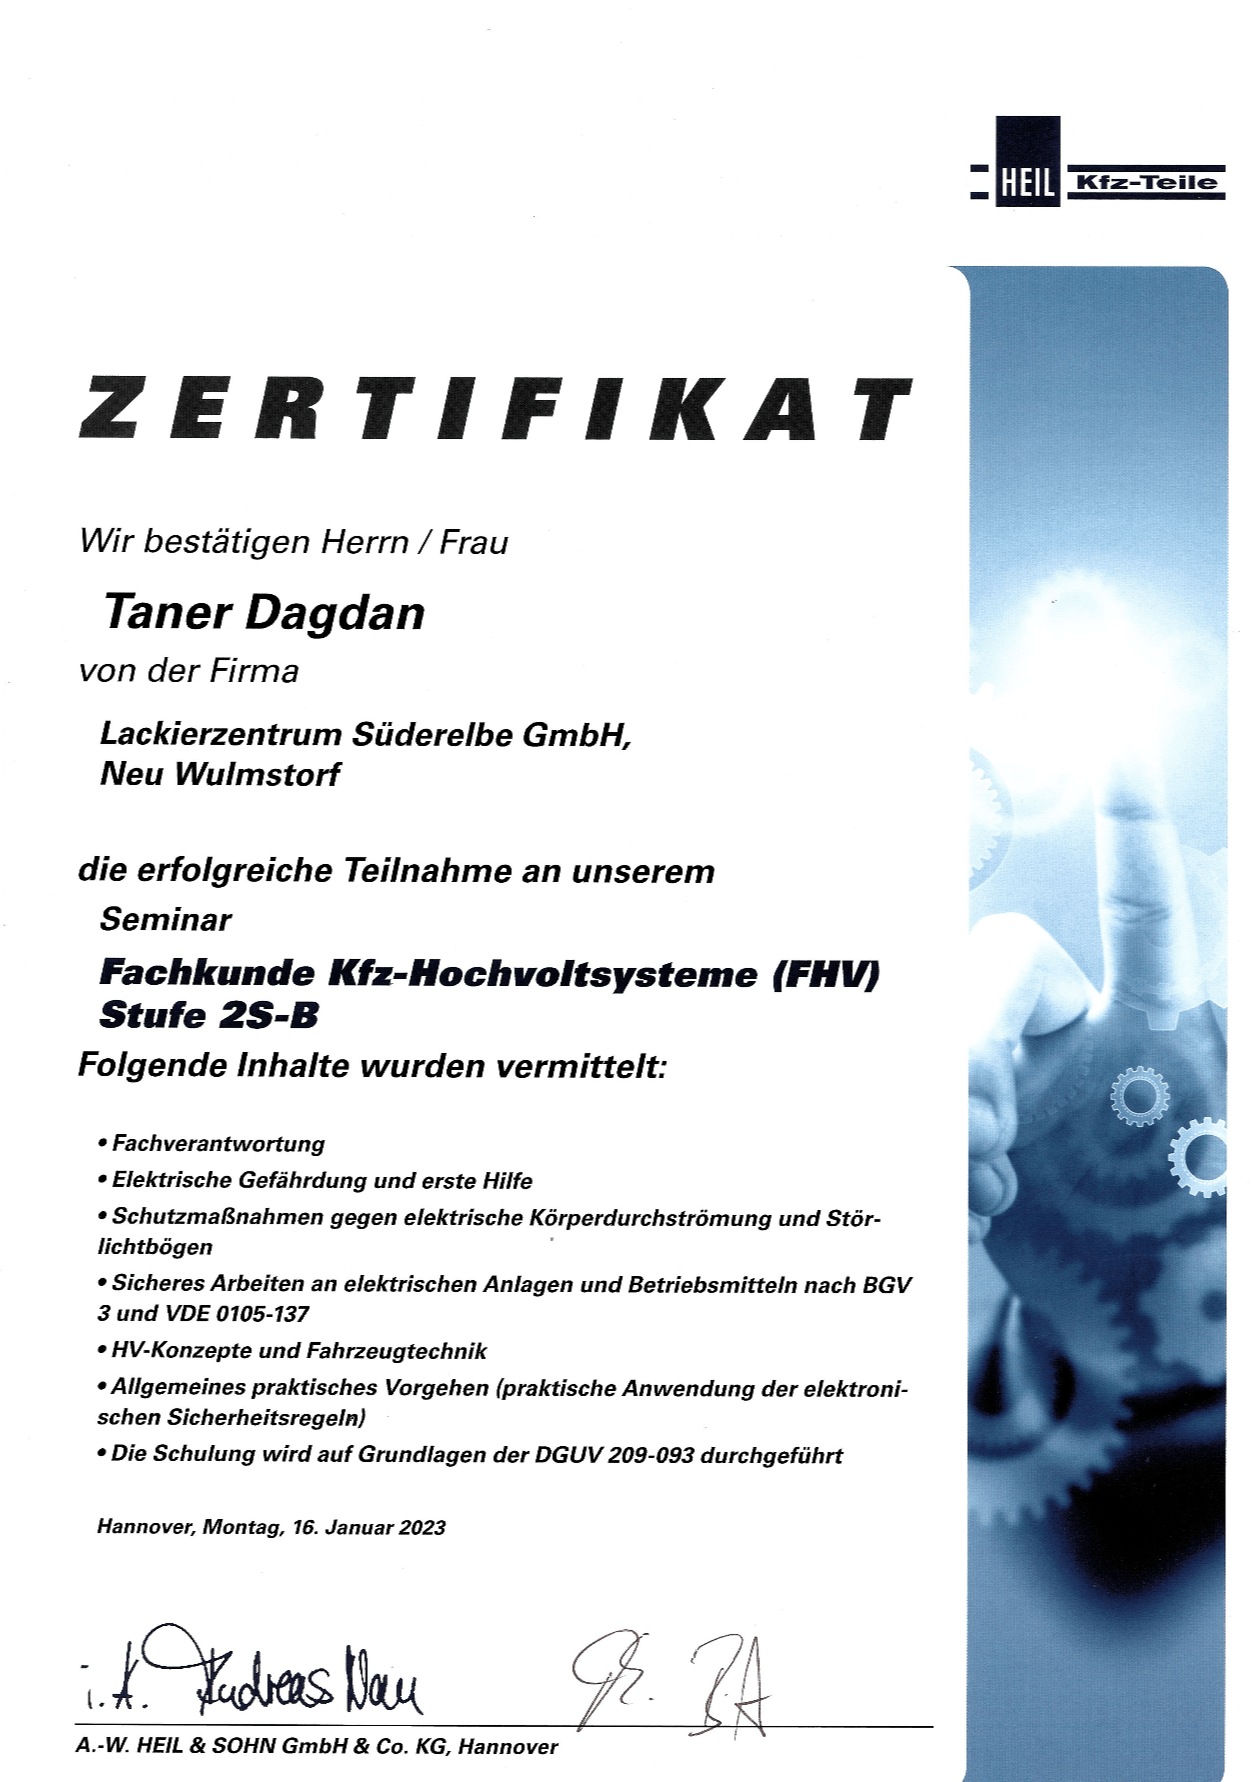 HEIL Kfz-Teile
ZERTIFIKAT
Wir bestätigen Herrn / Frau
Taner Dagdan
von der Firma
Lackierzentrum Süderelbe GmbH,
Neu Wulmstorf
die erfolgreiche Teilnahme an unserem
Seminar
Fachkunde Kfz-Hochvoltsysteme (FHV)
Stufe 2S-B
Folgende Inhalte wurden vermittelt:
• Fachverantwortung
• Elektrische Gefährdung und erste Hilfe
• Schutzmaßnahmen gegen elektrische Körperdurchströmung und Stör-
lichtbögen
• Sicheres Arbeiten an elektrischen Anlagen und Betriebsmitteln nach BGV
3 und VDE 0105-137
• HV-Konzepte und Fahrzeugtechnik
• Allgemeines praktisches Vorgehen (praktische Anwendung der elektroni-
schen Sicherheitsregeln)
• Die Schulung wird auf Grundlagen der DGUV 209-093 durchgeführt
Hannover, Montag, 16. Januar 2023
i.A. Andreas
A.-W. HEIL & SOHN GmbH & Co. KG, Hannover